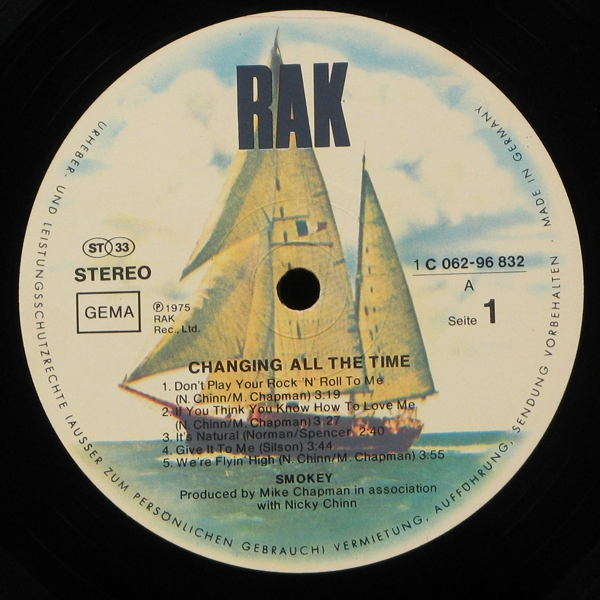 RAK
URHEBER- UND LEISTUNGSSCHUTZRECHTE (AUSSER ZUM PERSÖNLICHEN GEBRAUCH) VERMIETUNG, AUFFÜHRUNG, SENDUNG VORBEHALTEN · MADE IN GERMANY
ST 33
STEREO
GEMA
℗ 1975
RAK
Rec., Ltd.
1 C 062-96 832
A
Seite 1
CHANGING ALL THE TIME
1. Don't Play Your Rock 'N' Roll To Me
(N. Chinn/M. Chapman) 3:19
2. If You Think You Know How To Love Me
(N. Chinn/M. Chapman) 3:27
3. It's Natural (Norman/Spencer, 2:40
4. Give It To Me (Silson) 3:44
5. We're Flyin' High (N. Chinn/M. Chapman) 3:55
SMOKEY
Produced by Mike Chapman in association
with Nicky Chinn